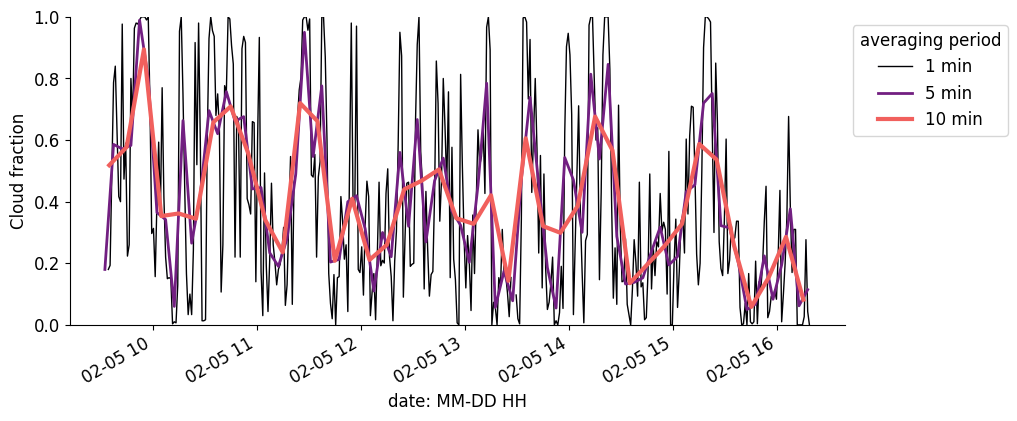 1.0
0.8
0.6
0.4
0.2
0.0
Cloud fraction
02-05 10
02-05 11
02-05 12
02-05 13
02-05 14
02-05 15
02-05 16
date: MM-DD HH
averaging period
1 min
5 min
10 min